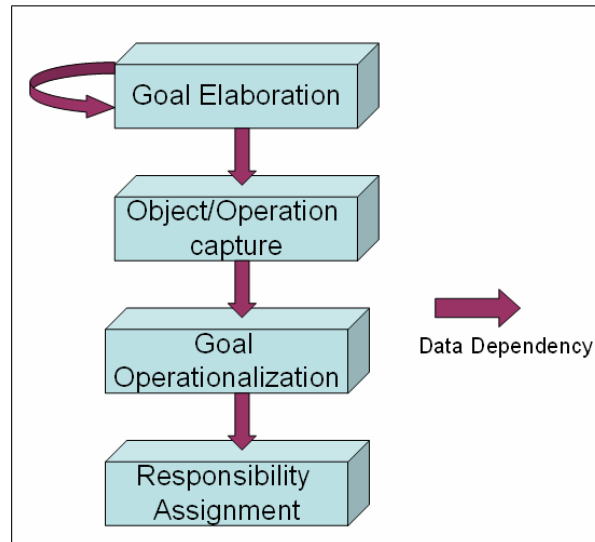 Goal Elaboration
Object/Operation
capture
Goal
Operationalization
Data Dependency
Responsibility
Assignment